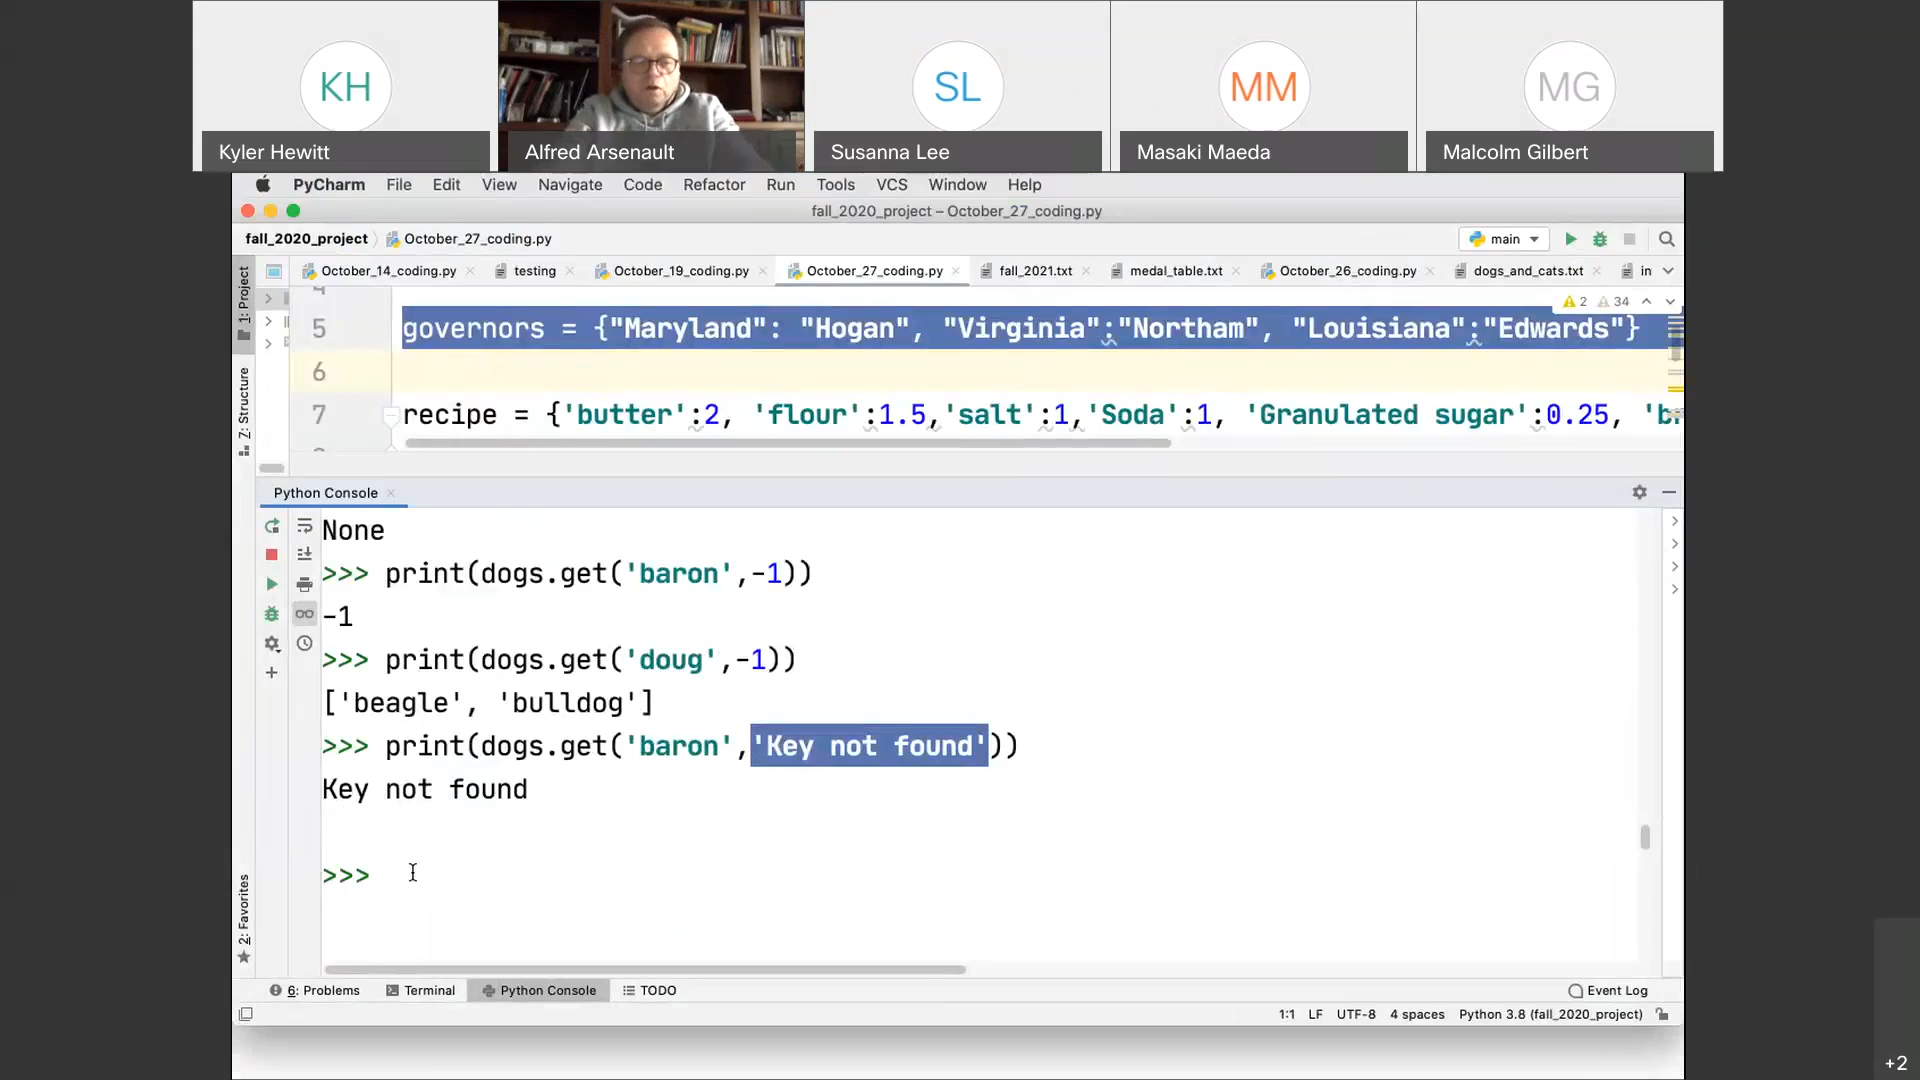 KH
SL
MM
MG
Kyler Hewitt
Alfred Arsenault
Susanna Lee
Masaki Maeda
Malcolm Gilbert
PyCharm File Edit View Navigate Code Refactor Run Tools VCS Window Help
fall_2020_project – October_27_coding.py
fall_2020_project October_27_coding.py
main
1: Project
October_14_coding.py testing October_19_coding.py October_27_coding.py fall_2021.txt medal_table.txt October_26_coding.py dogs_and_cats.txt in
2 34
5 governors = {"Maryland": "Hogan", "Virginia":"Northam", "Louisiana":"Edwards"}
6
7 recipe = {'butter':2, 'flour':1.5,'salt':1,'Soda':1, 'Granulated sugar':0.25, 'br
Z: Structure
Python Console
None
>>> print(dogs.get('baron',-1))
-1
>>> print(dogs.get('doug',-1))
['beagle', 'bulldog']
>>> print(dogs.get('baron','Key not found'))
Key not found
>>>
2: Favorites
6: Problems Terminal Python Console TODO Event Log
1:1 LF UTF-8 4 spaces Python 3.8 (fall_2020_project)
+2